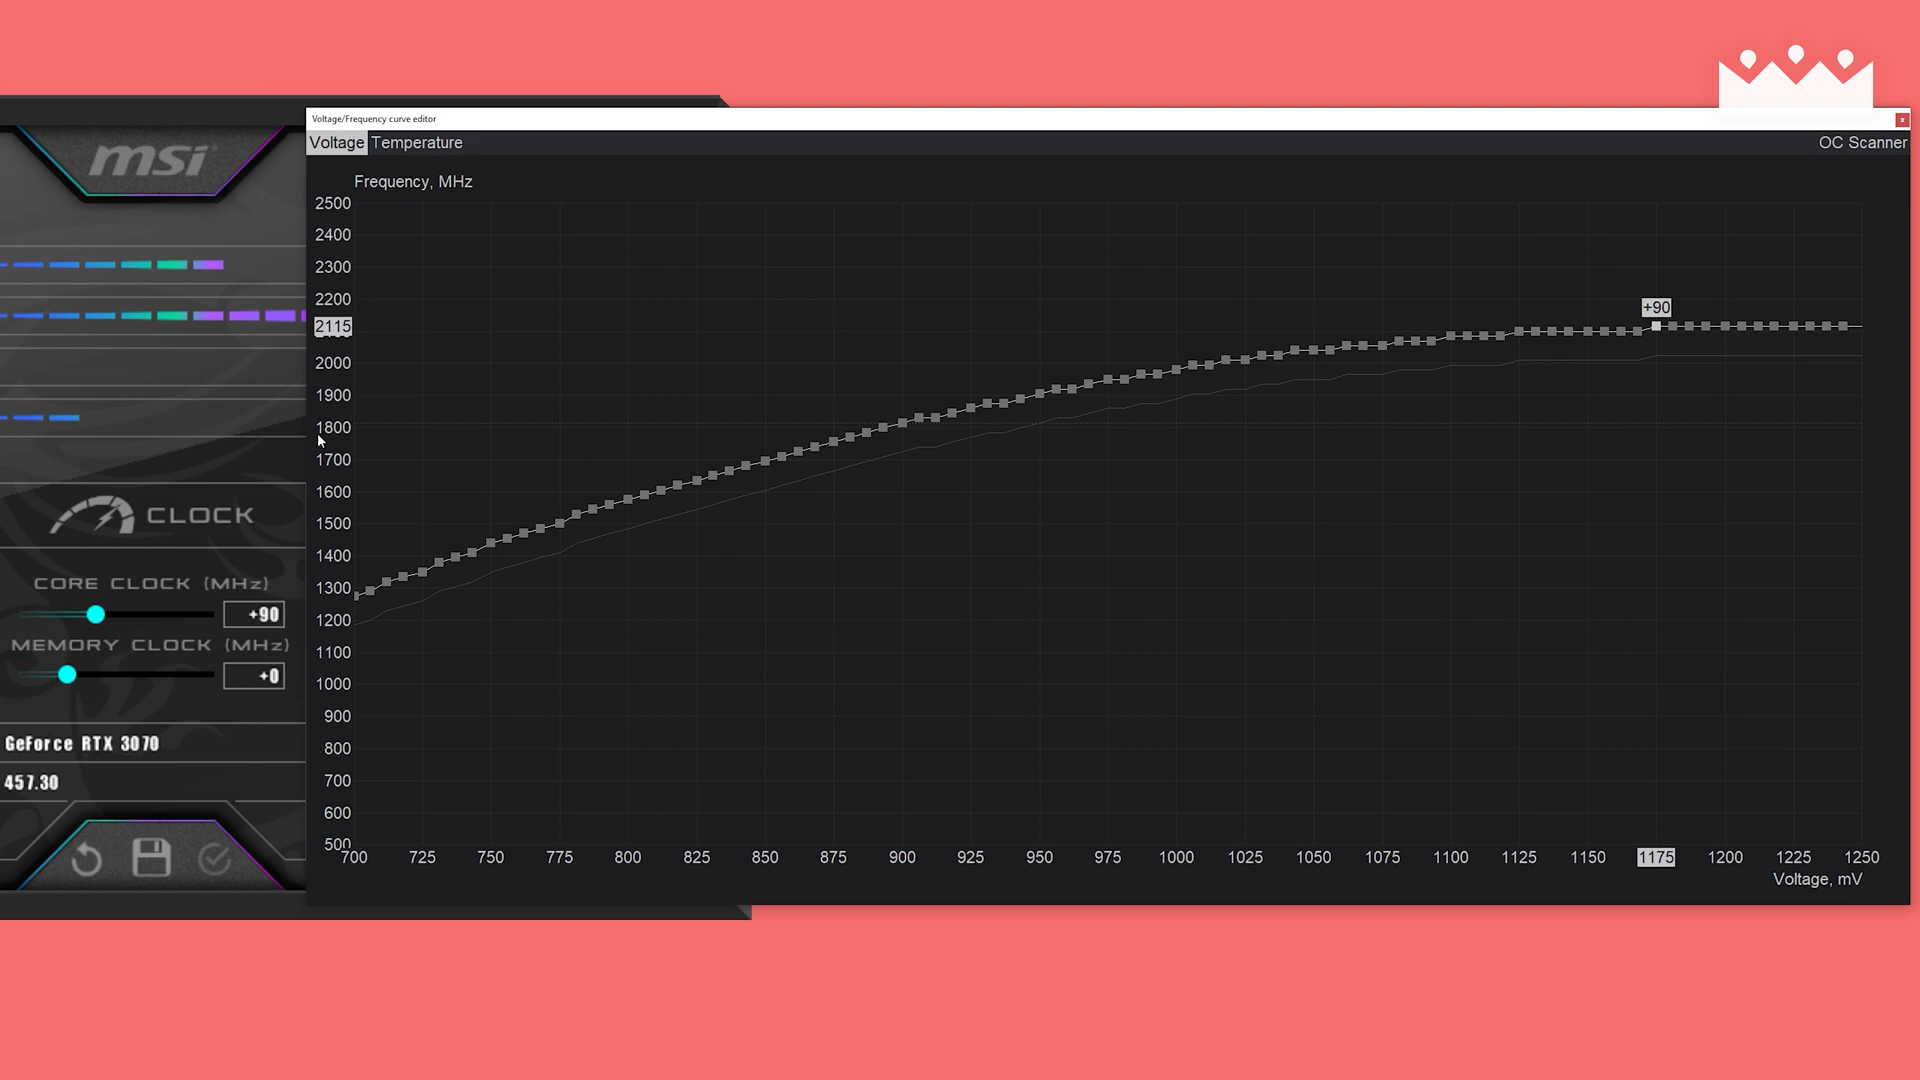 msi
CLOCK
CORE CLOCK (MHz)
+90
MEMORY CLOCK (MHz)
+0
GeForce RTX 3070
457.30
Voltage/Frequency curve editor
x
Voltage Temperature OC Scanner
Frequency, MHz
2500
2400
2300
2200
+90
2115
2000
1900
1800
1700
1600
1500
1400
1300
1200
1100
1000
900
800
700
600
500
700 725 750 775 800 825 850 875 900 925 950 975 1000 1025 1050 1075 1100 1125 1150 1175 1200 1225 1250
Voltage, mV